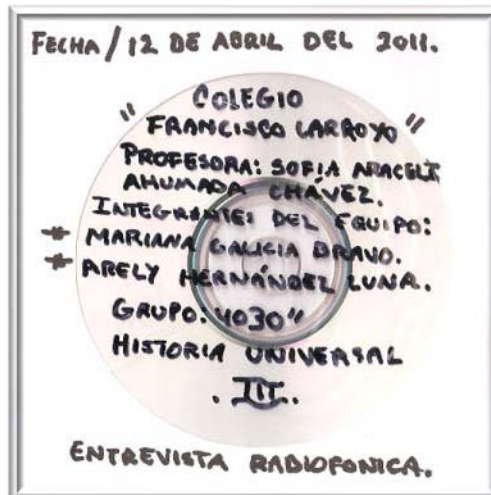 FECHA/12 DE ABRIL DEL 2011.
" COLEGIO
FRANCISCO LARROYO "
PROFESORA: SOFIA ARACELI
AHUMADA CHÁVEZ.
INTEGRANTES DEL EQUIPO:
* MARIANA GALICIA BRAVO.
* ARELY HERNÁNDEZ LUNA.
GRUPO: 4030"
HISTORIA UNIVERSAL
. III.
ENTREVISTA RADIOFONICA.